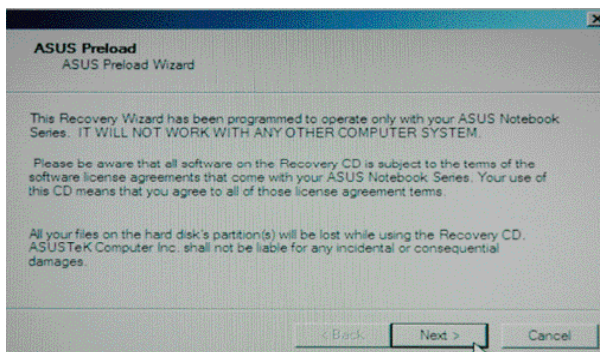 ASUS Preload
ASUS Preload Wizard
This Recovery Wizard has been programmed to operate only with your ASUS Notebook
Series. IT WILL NOT WORK WITH ANY OTHER COMPUTER SYSTEM.
Please be aware that all software on the Recovery CD is subject to the terms of the
software license agreements that come with your ASUS Notebook Series. Your use of
this CD means that you agree to all of those license agreement terms.
All your files on the hard disk's partition(s) will be lost while using the Recovery CD.
ASUSTeK Computer Inc. shall not be liable for any incidental or consequential
damages.
< Back Next > Cancel